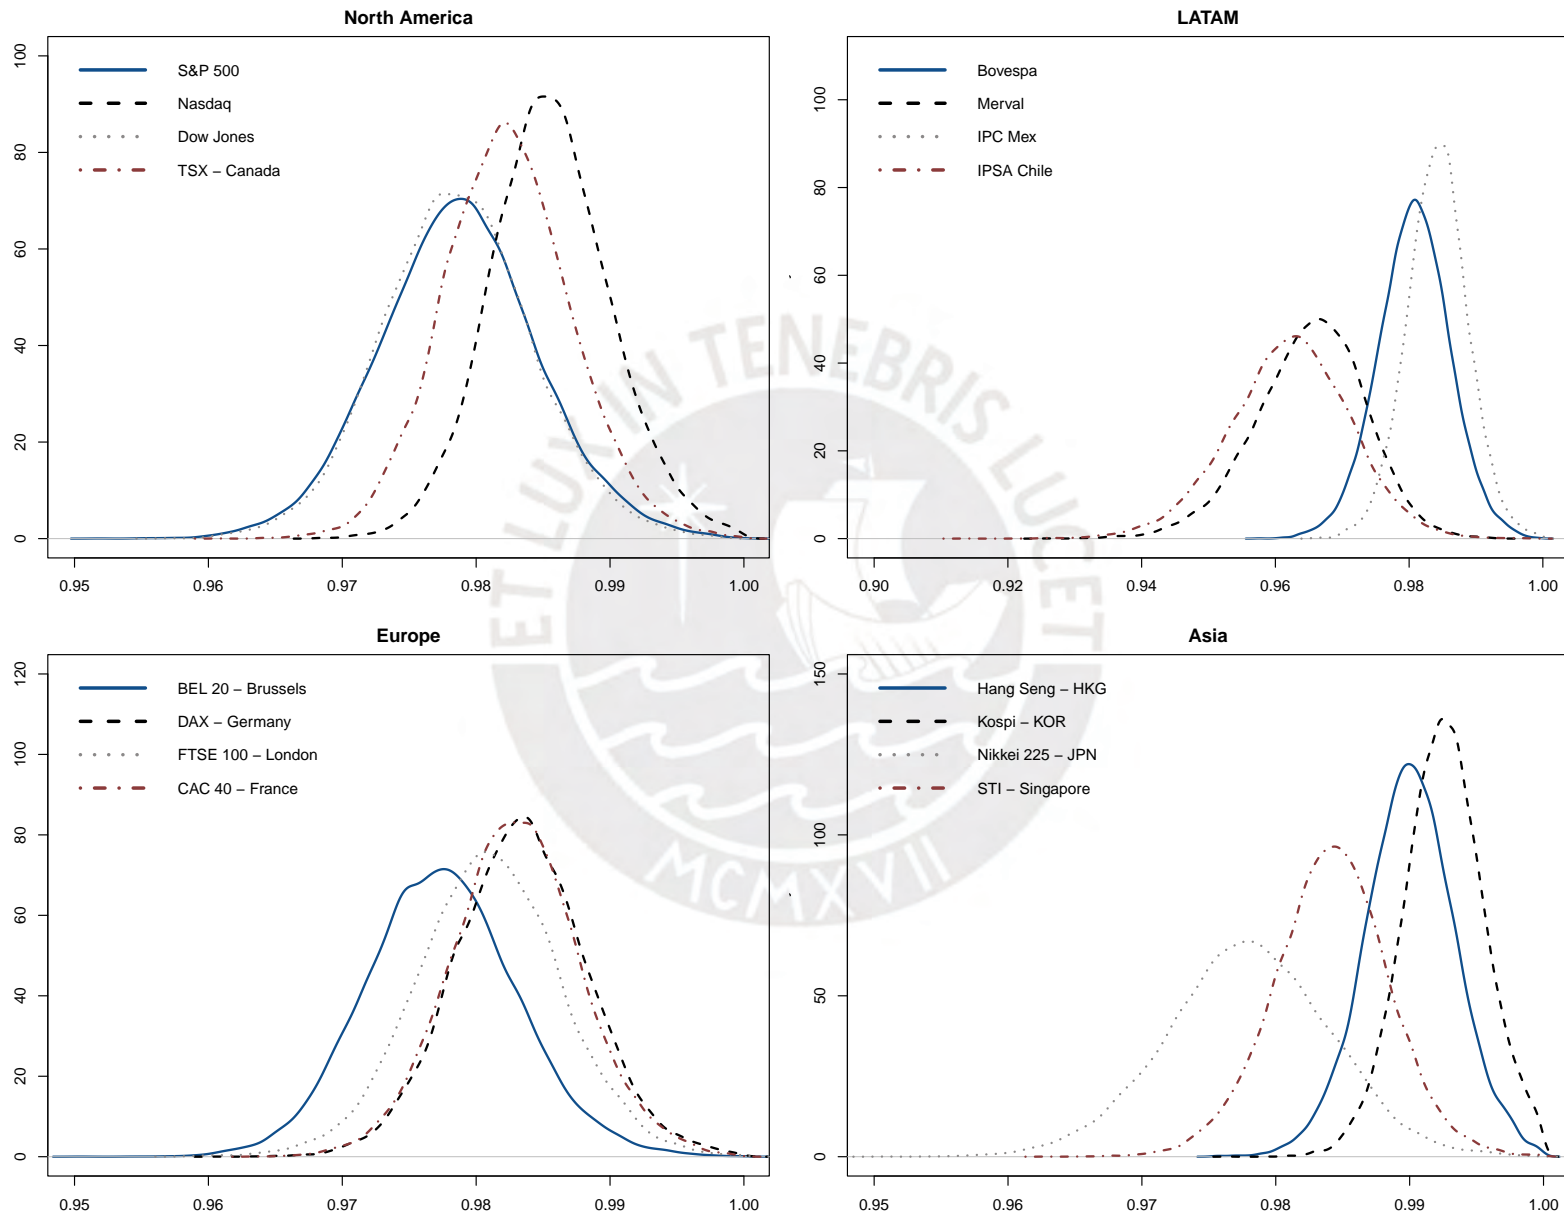 North America
S&P 500
Nasdaq
Dow Jones
TSX – Canada
0 20 40 60 80 100
0.95 0.96 0.97 0.98 0.99 1.00
LATAM
Bovespa
Merval
IPC Mex
IPSA Chile
0 20 40 60 80 100
0.90 0.92 0.94 0.96 0.98 1.00
Europe
BEL 20 – Brussels
DAX – Germany
FTSE 100 – London
CAC 40 – France
0 20 40 60 80 100 120
0.95 0.96 0.97 0.98 0.99 1.00
Asia
Hang Seng – HKG
Kospi – KOR
Nikkei 225 – JPN
STI – Singapore
0 50 100 150
0.95 0.96 0.97 0.98 0.99 1.00
ET LUX IN TENEBRIS LUCET
MCMXVII